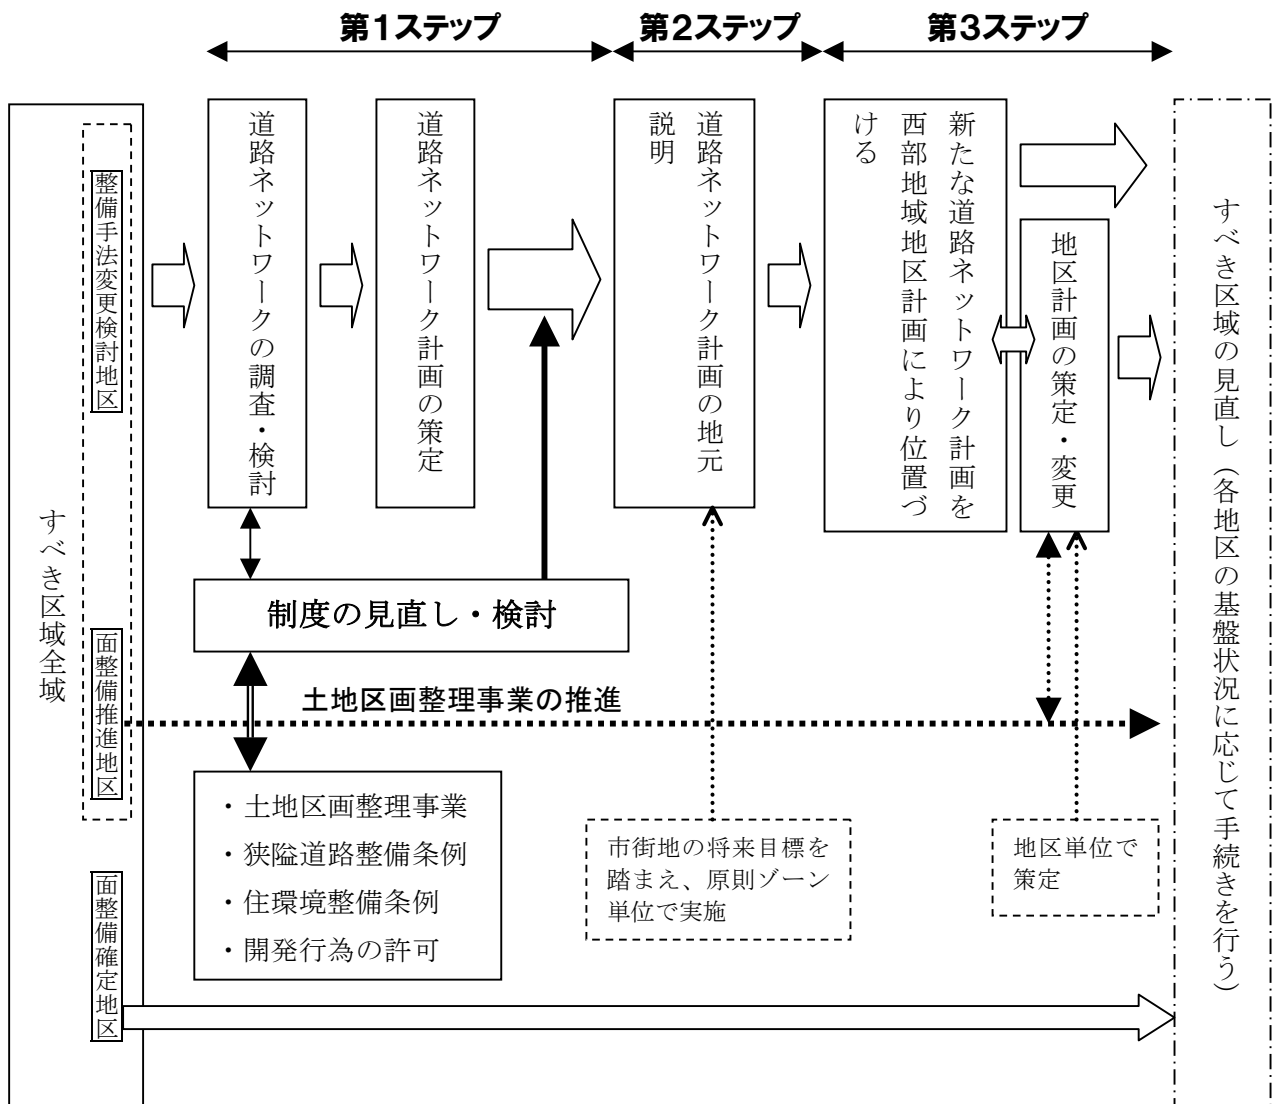 第1ステップ
第2ステップ
第3ステップ
すべき区域全域
整備手法変更検討地区
面整備推進地区
面整備確定地区
道路ネットワークの調査・検討
道路ネットワーク計画の策定
道路ネットワーク計画の地元
説明
新たな道路ネットワーク計画を
西部地域地区計画により位置づ
ける
地区計画の策定・変更
すべき区域の見直し（各地区の基盤状況に応じて手続きを行う）
制度の見直し・検討
土地区画整理事業の推進
・土地区画整理事業
・狭隘道路整備条例
・住環境整備条例
・開発行為の許可
市街地の将来目標を
踏まえ、原則ゾーン
単位で実施
地区単位で
策定